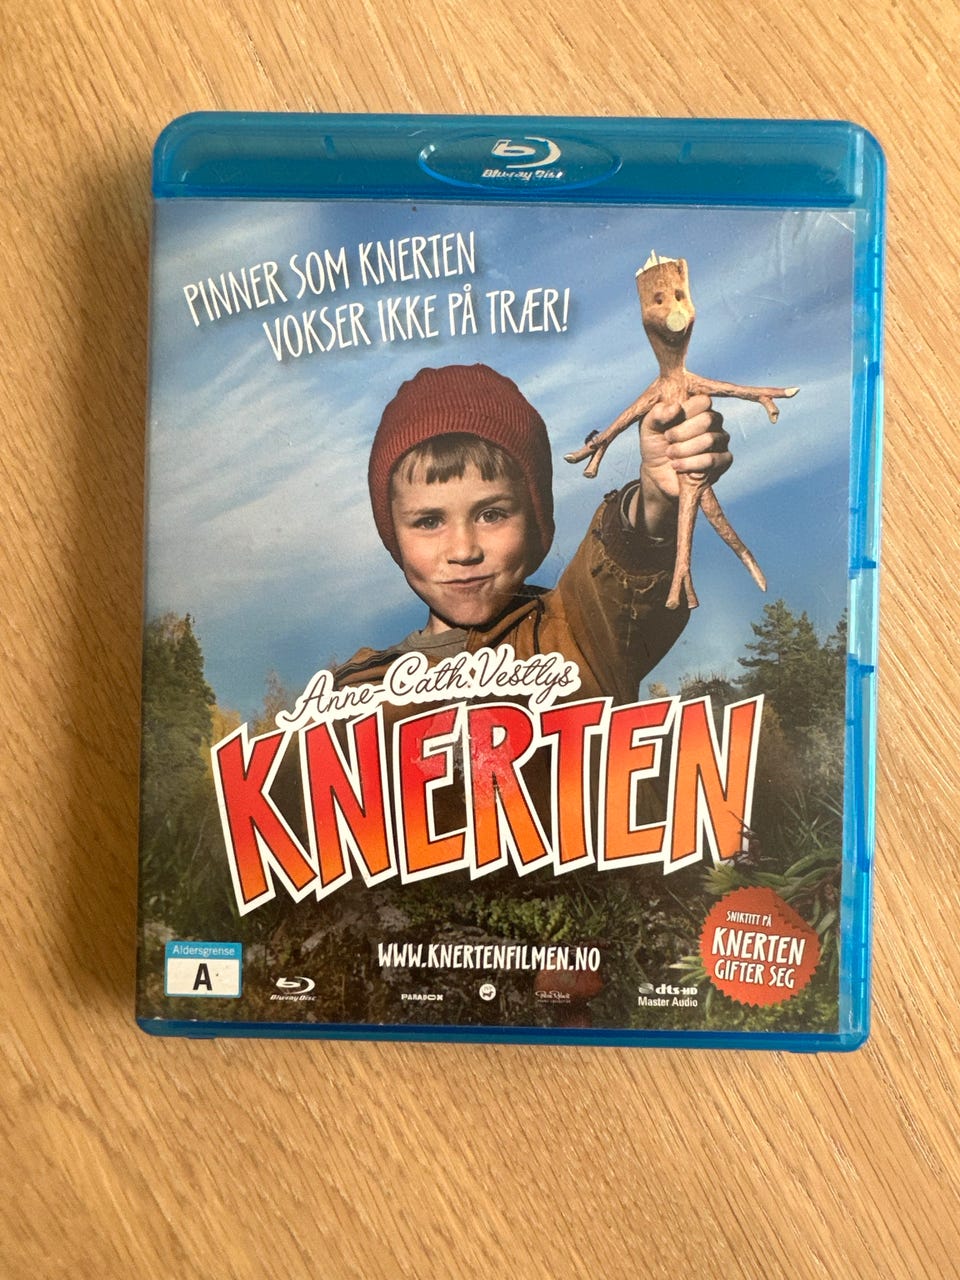 Blu-ray Disc
PINNER SOM KNERTEN
VOKSER IKKE PÅ TRÆR!
Anne-Cath. Vestlys
KNERTEN
SNIKTITT PÅ
KNERTEN
GIFTER SEG
WWW.KNERTENFILMEN.NO
Aldersgrense
A
Blu-ray Disc
PARADOX
dts-HD
Master Audio